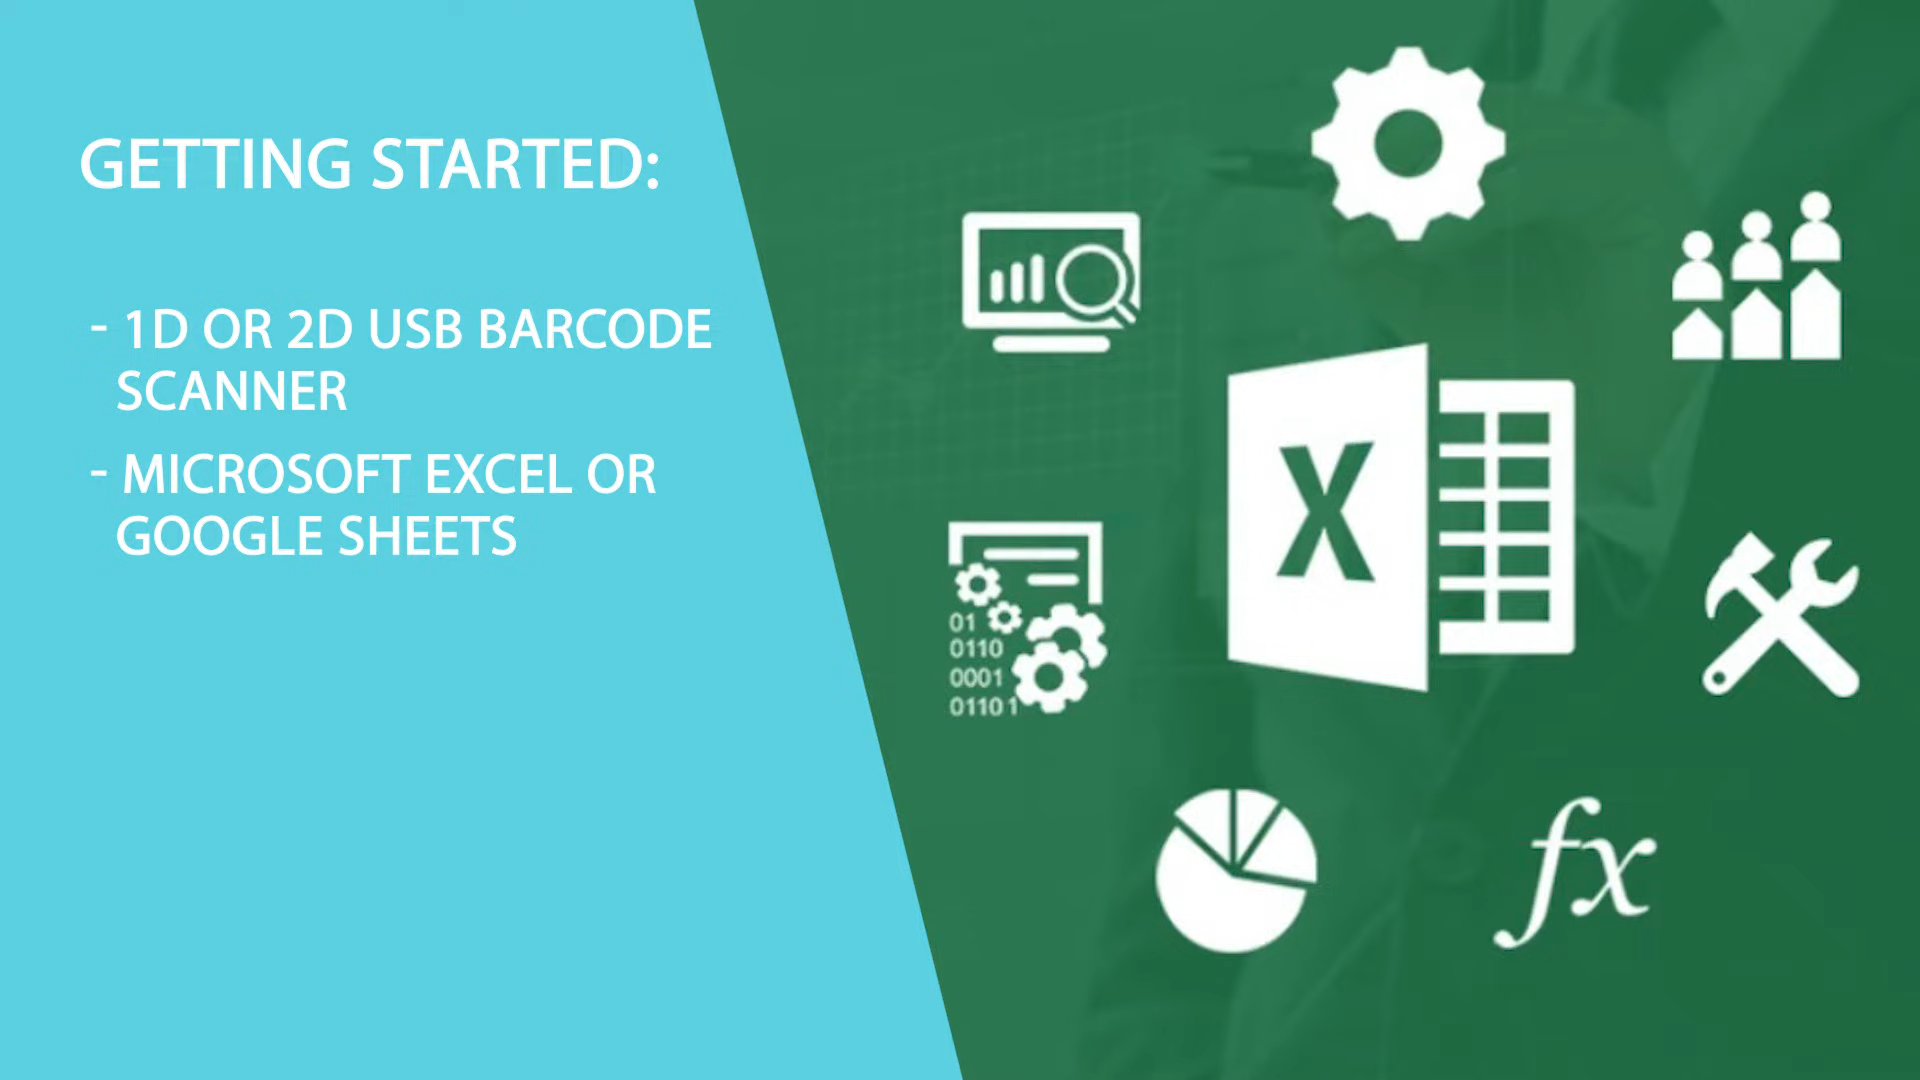 GETTING STARTED:
- 1D OR 2D USB BARCODE
SCANNER
- MICROSOFT EXCEL OR
GOOGLE SHEETS
X
01
0110
0001
01101
fx